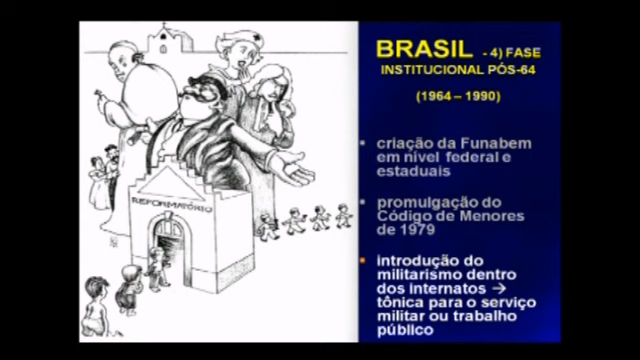 REFORMATÓRIO
BRASIL - 4) FASE
INSTITUCIONAL PÓS-64
(1964 – 1990)
• criação da Funabem
em nível federal e
estaduais
• promulgação do
Código de Menores
de 1979
• introdução do
militarismo dentro
dos internatos →
tônica para o serviço
militar ou trabalho
público